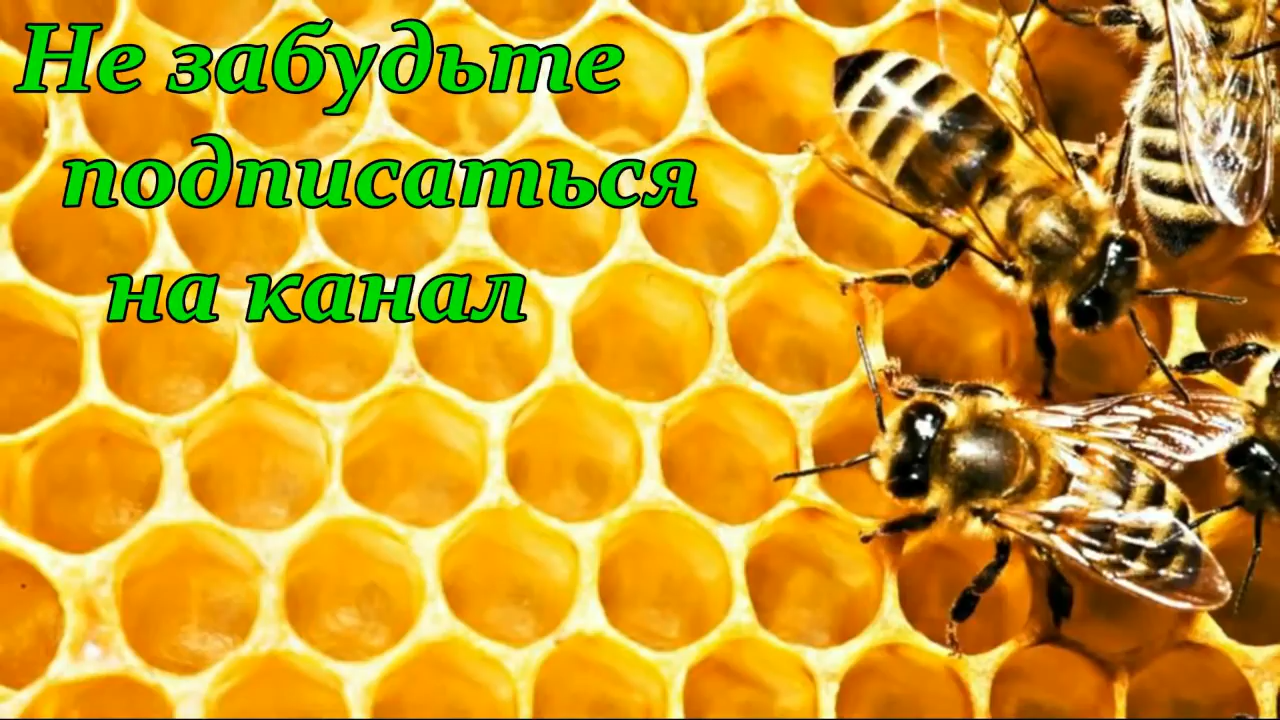 Не забудьте
подписаться
на канал